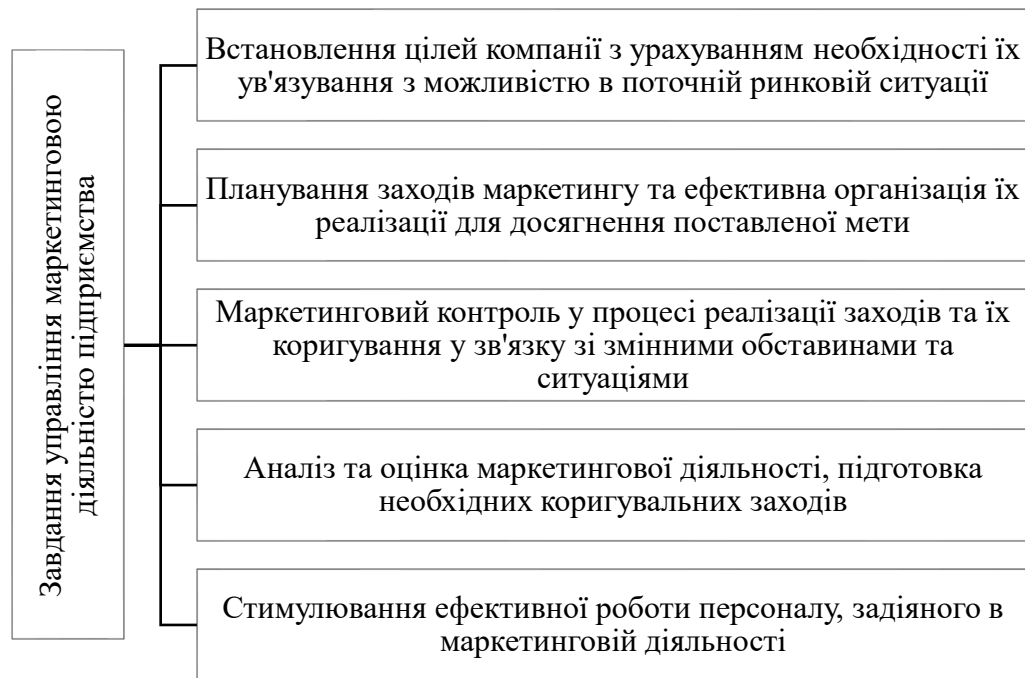 Завдання управління маркетинговою
діяльністю підприємства
Встановлення цілей компанії з урахуванням необхідності їх
ув'язування з можливістю в поточній ринковій ситуації
Планування заходів маркетингу та ефективна організація їх
реалізації для досягнення поставленої мети
Маркетинговий контроль у процесі реалізації заходів та їх
коригування у зв'язку зі змінними обставинами та
ситуаціями
Аналіз та оцінка маркетингової діяльності, підготовка
необхідних коригувальних заходів
Стимулювання ефективної роботи персоналу, задіяного в
маркетинговій діяльності